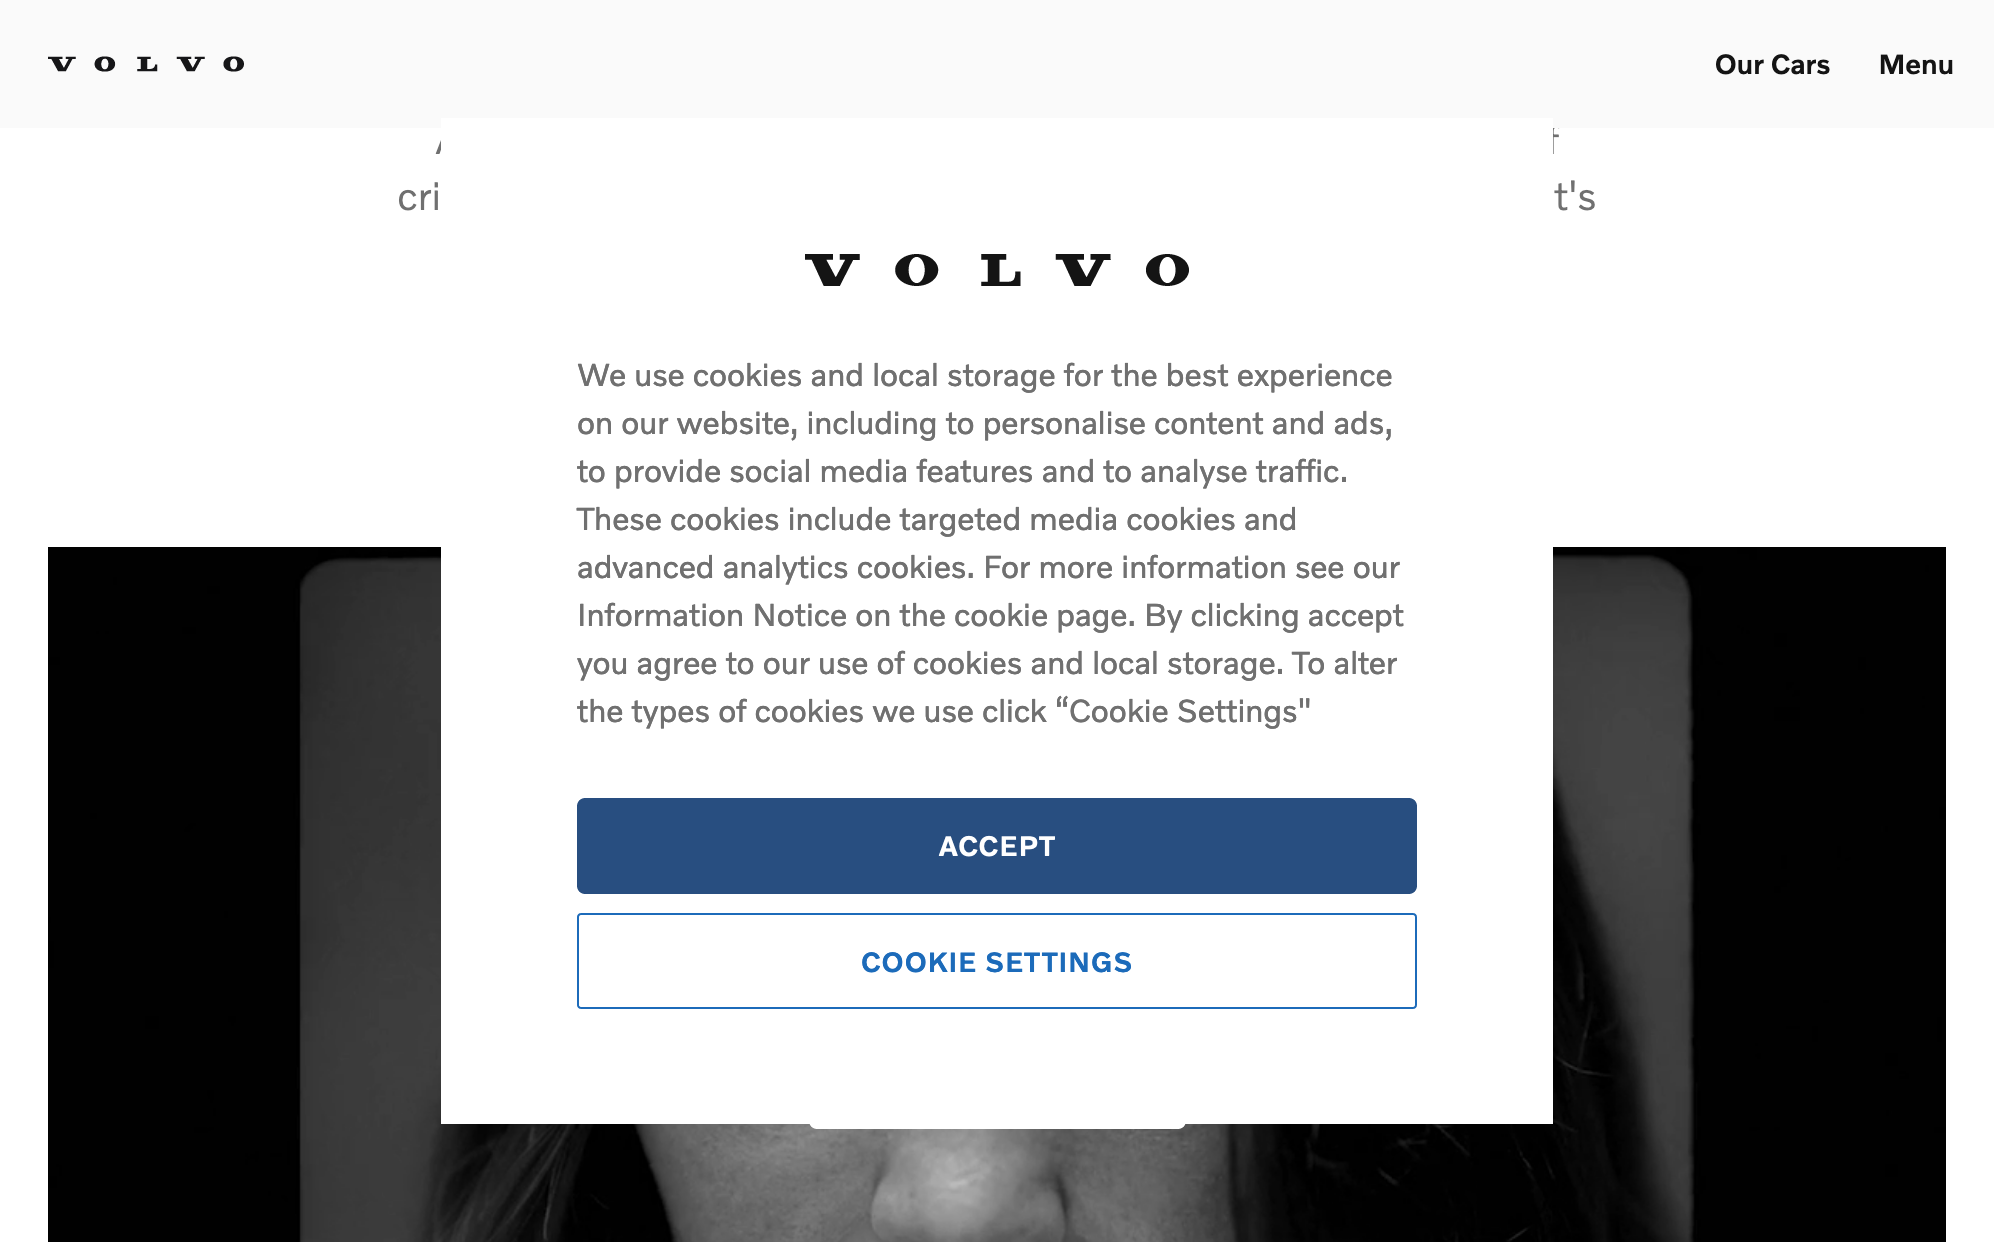 VOLVO
Our Cars
Menu
cri
t's
VOLVO
We use cookies and local storage for the best experience
on our website, including to personalise content and ads,
to provide social media features and to analyse traffic.
These cookies include targeted media cookies and
advanced analytics cookies. For more information see our
Information Notice on the cookie page. By clicking accept
you agree to our use of cookies and local storage. To alter
the types of cookies we use click “Cookie Settings"
ACCEPT
COOKIE SETTINGS